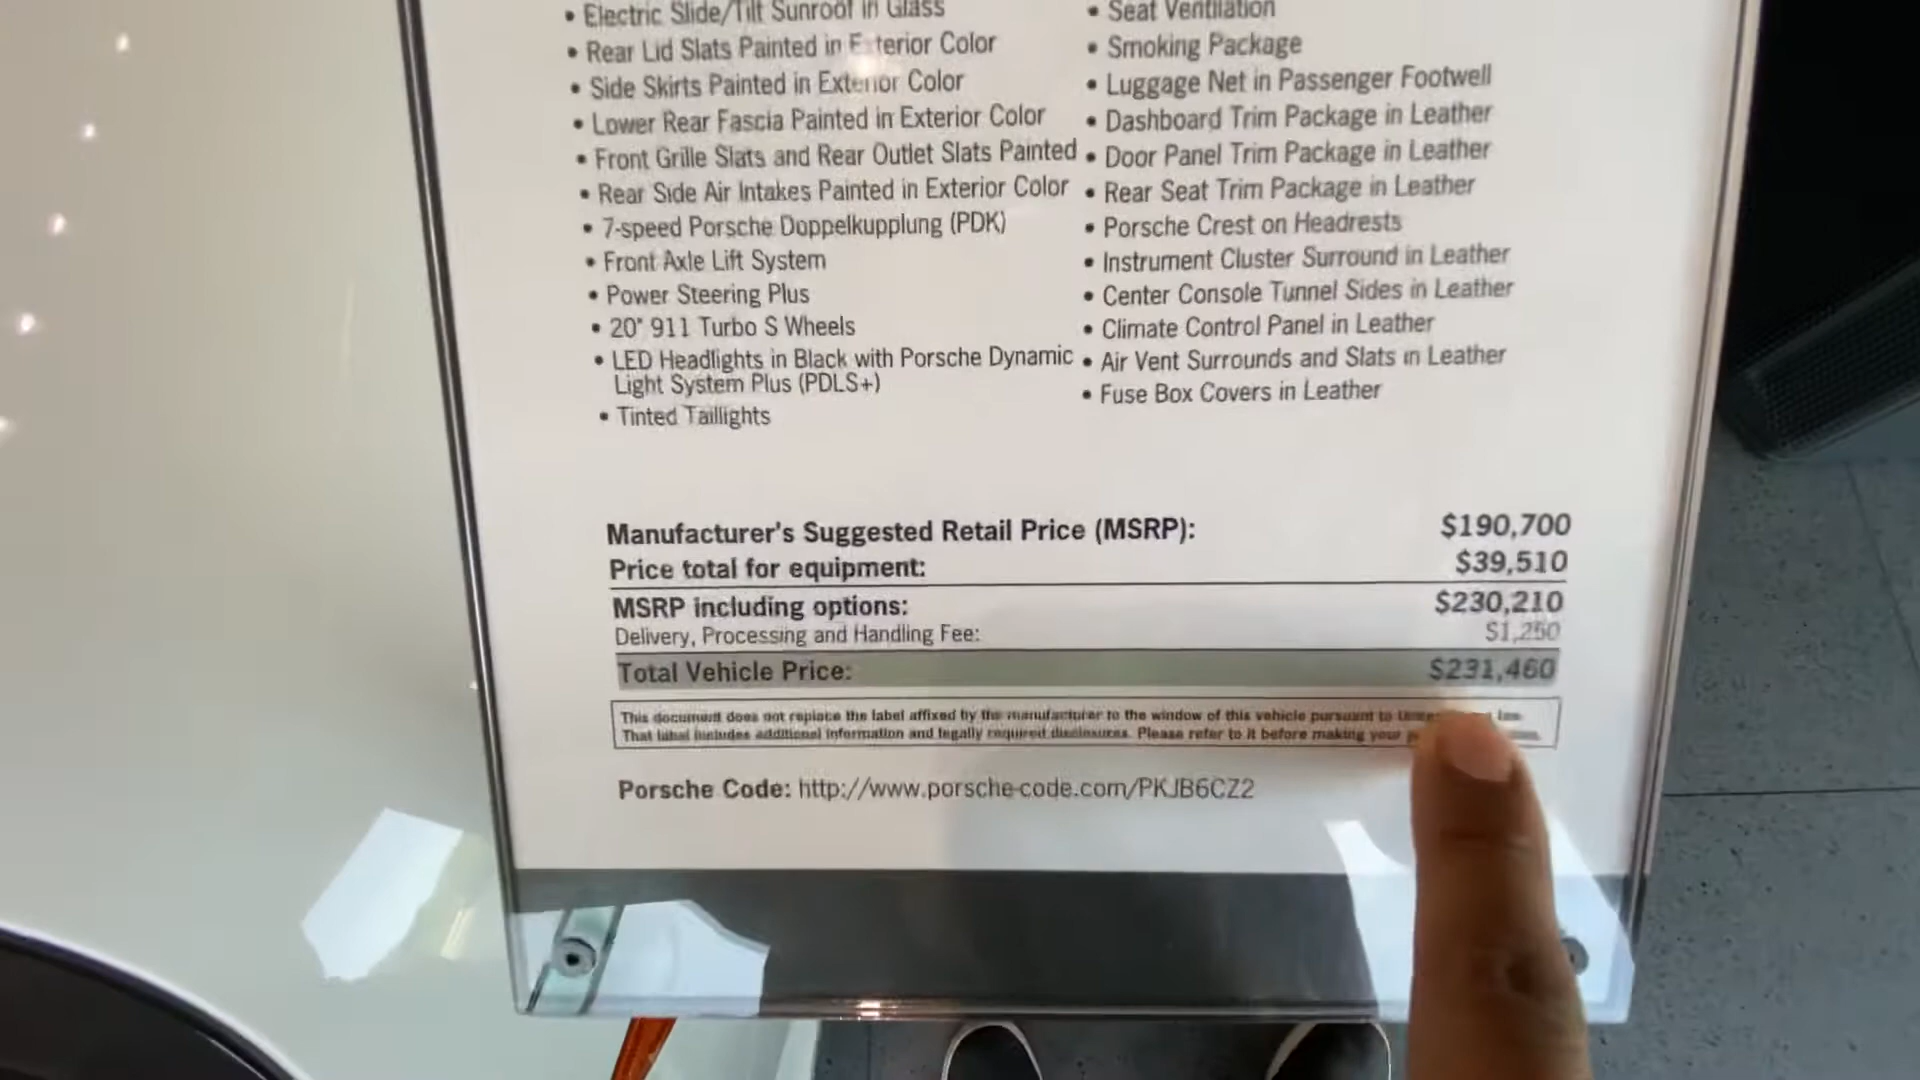 • Electric Slide/Tilt Sunroof in Glass
• Rear Lid Slats Painted in Exterior Color
• Side Skirts Painted in Exterior Color
• Lower Rear Fascia Painted in Exterior Color
• Front Grille Slats and Rear Outlet Slats Painted
• Rear Side Air Intakes Painted in Exterior Color
• 7-speed Porsche Doppelkupplung (PDK)
• Front Axle Lift System
• Power Steering Plus
• 20" 911 Turbo S Wheels
• LED Headlights in Black with Porsche Dynamic
Light System Plus (PDLS+)
• Tinted Taillights
• Seat Ventilation
• Smoking Package
• Luggage Net in Passenger Footwell
• Dashboard Trim Package in Leather
• Door Panel Trim Package in Leather
• Rear Seat Trim Package in Leather
• Porsche Crest on Headrests
• Instrument Cluster Surround in Leather
• Center Console Tunnel Sides in Leather
• Climate Control Panel in Leather
• Air Vent Surrounds and Slats in Leather
• Fuse Box Covers in Leather
Manufacturer's Suggested Retail Price (MSRP): $190,700
Price total for equipment: $39,510
MSRP including options: $230,210
Delivery, Processing and Handling Fee: $1,250
Total Vehicle Price: $231,460
This document does not replace the label affixed by the manufacturer to the window of this vehicle pursuant to
That label includes additional information and legally required disclosures. Please refer to it before making your
Porsche Code: http://www.porsche-code.com/PKJB6CZ2